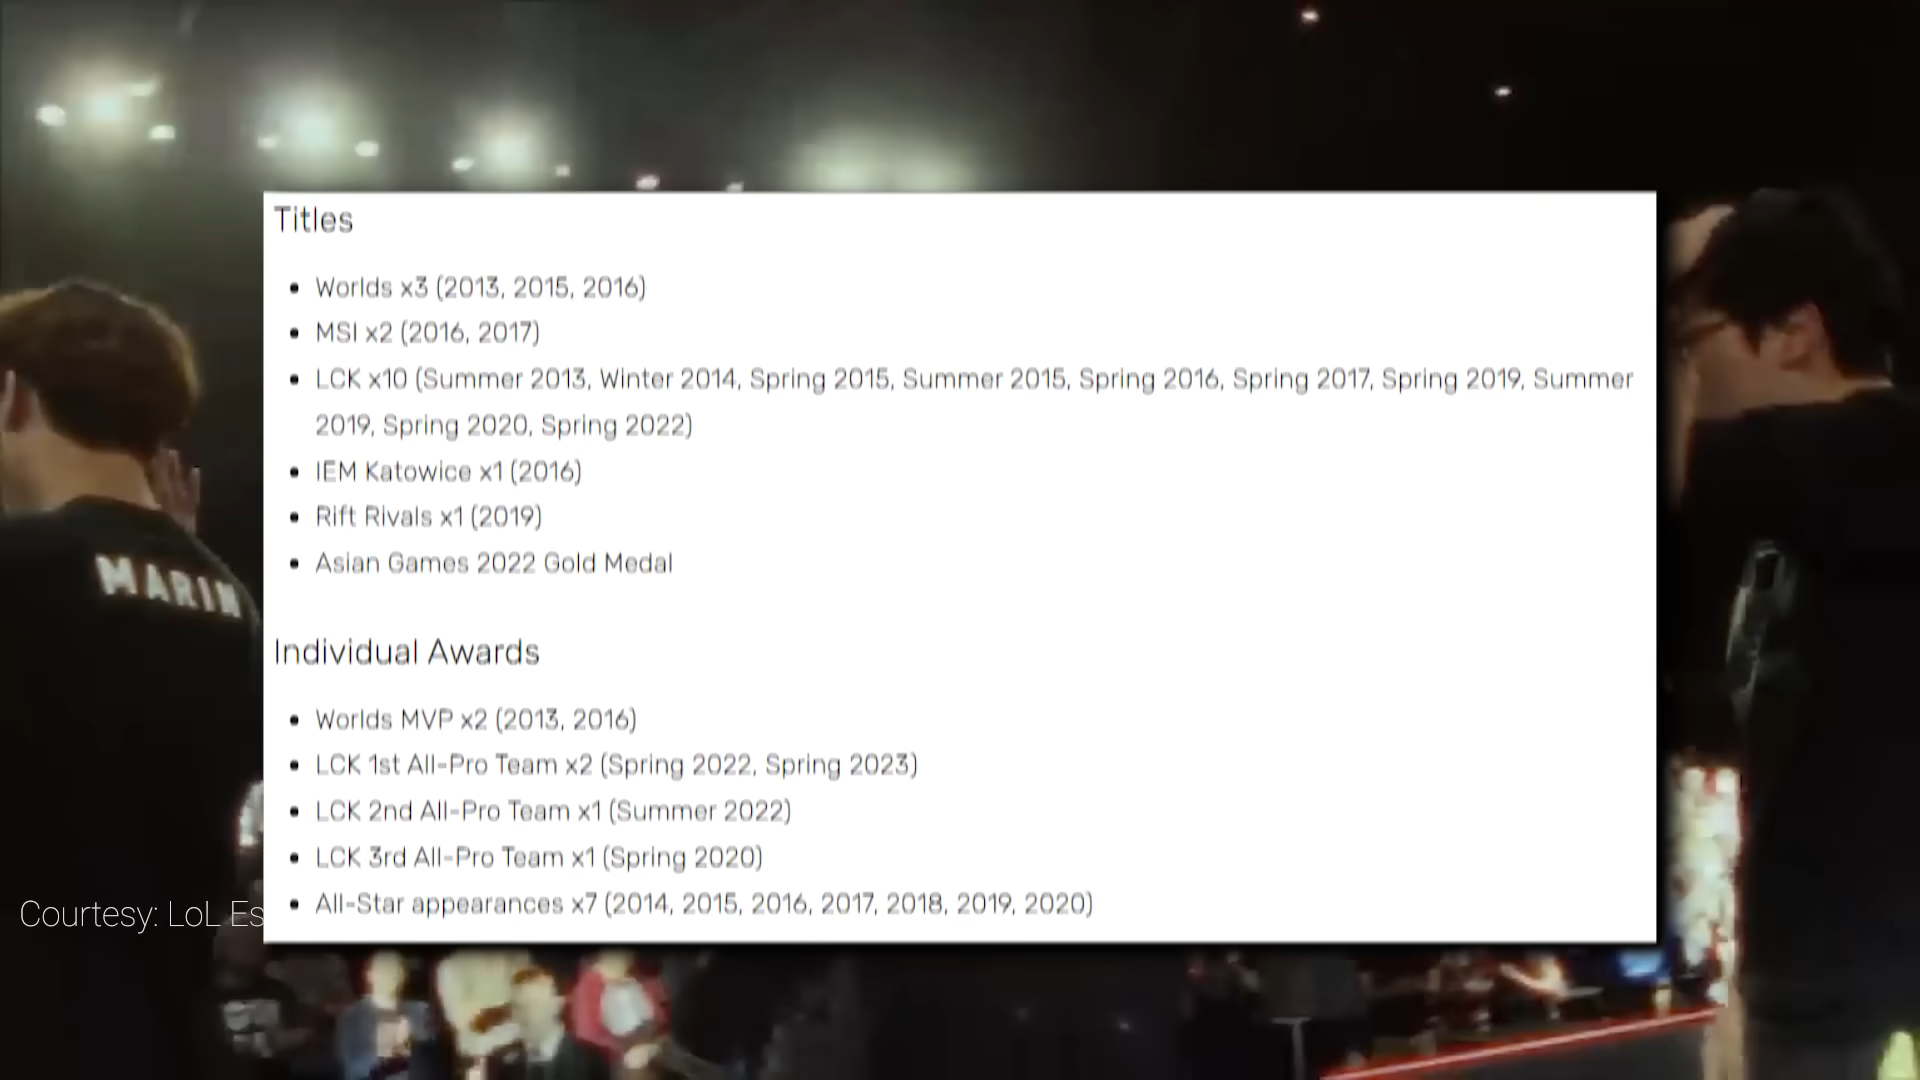 Titles
• Worlds x3 (2013, 2015, 2016)
• MSI x2 (2016, 2017)
• LCK x10 (Summer 2013, Winter 2014, Spring 2015, Summer 2015, Spring 2016, Spring 2017, Spring 2019, Summer
2019, Spring 2020, Spring 2022)
• IEM Katowice x1 (2016)
• Rift Rivals x1 (2019)
• Asian Games 2022 Gold Medal
MARIN
Individual Awards
• Worlds MVP x2 (2013, 2016)
• LCK 1st All-Pro Team x2 (Spring 2022, Spring 2023)
• LCK 2nd All-Pro Team x1 (Summer 2022)
• LCK 3rd All-Pro Team x1 (Spring 2020)
• All-Star appearances x7 (2014, 2015, 2016, 2017, 2018, 2019, 2020)
Courtesy: LoL Es